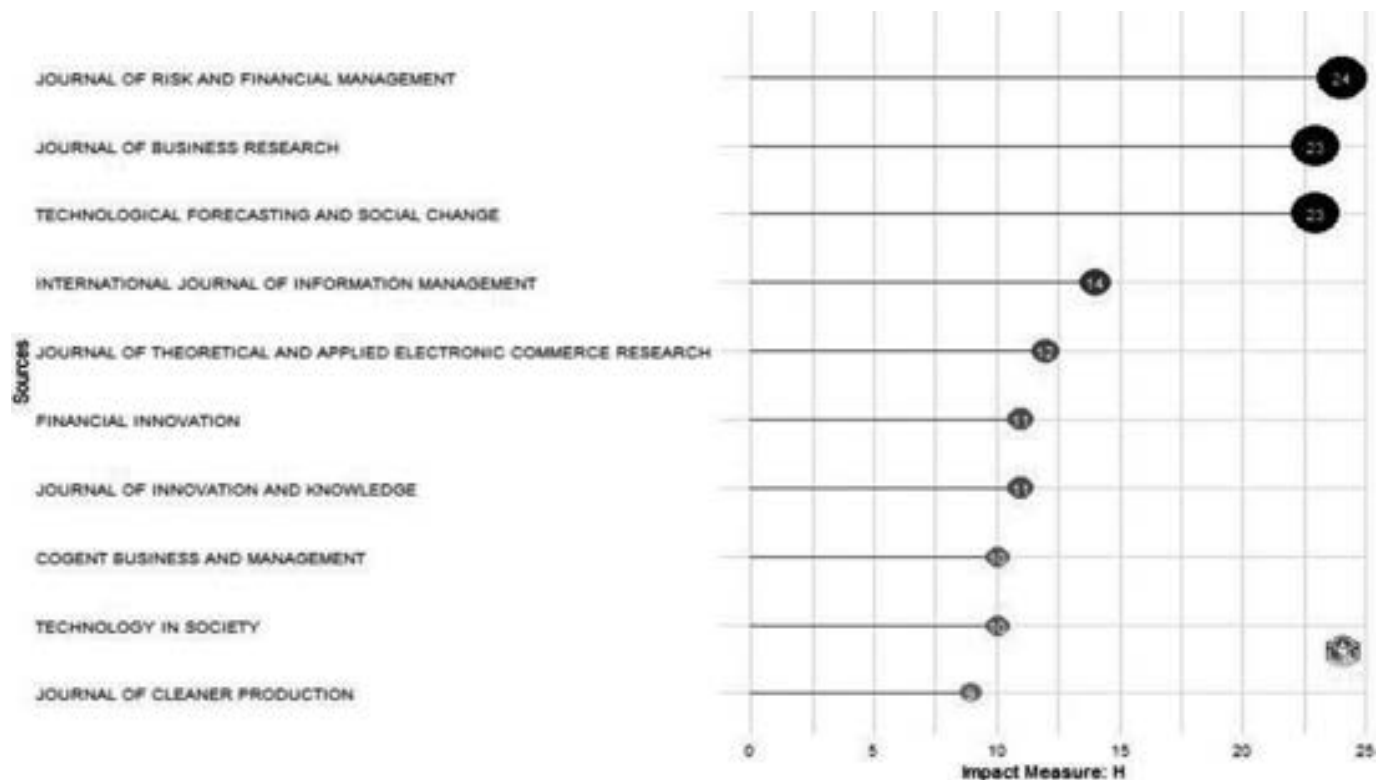 JOURNAL OF RISK AND FINANCIAL MANAGEMENT
24
JOURNAL OF BUSINESS RESEARCH
23
TECHNOLOGICAL FORECASTING AND SOCIAL CHANGE
23
INTERNATIONAL JOURNAL OF INFORMATION MANAGEMENT
14
Sources
JOURNAL OF THEORETICAL AND APPLIED ELECTRONIC COMMERCE RESEARCH
12
FINANCIAL INNOVATION
11
JOURNAL OF INNOVATION AND KNOWLEDGE
11
COGENT BUSINESS AND MANAGEMENT
10
TECHNOLOGY IN SOCIETY
10
JOURNAL OF CLEANER PRODUCTION
9
0 5 10 15 20 25
Impact Measure: H